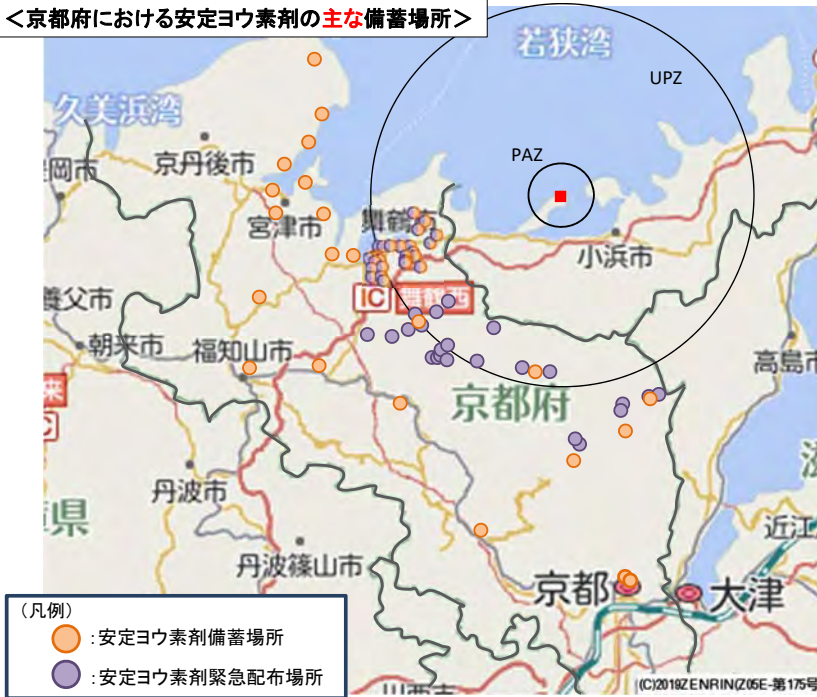 ＜京都府における安定ヨウ素剤の主な備蓄場所＞
若狭湾
UPZ
久美浜湾
PAZ
岡市
京丹後市
宮津市
舞鶴
小浜市
IC 舞鶴西
養父市
朝来市
福知山市
高島市
京都府
丹波市
県
近江
丹波篠山市
京都
大津
（凡例）
：安定ヨウ素剤備蓄場所
：安定ヨウ素剤緊急配布場所
川西市
(C)2019ZENRIN(Z05E-第175号